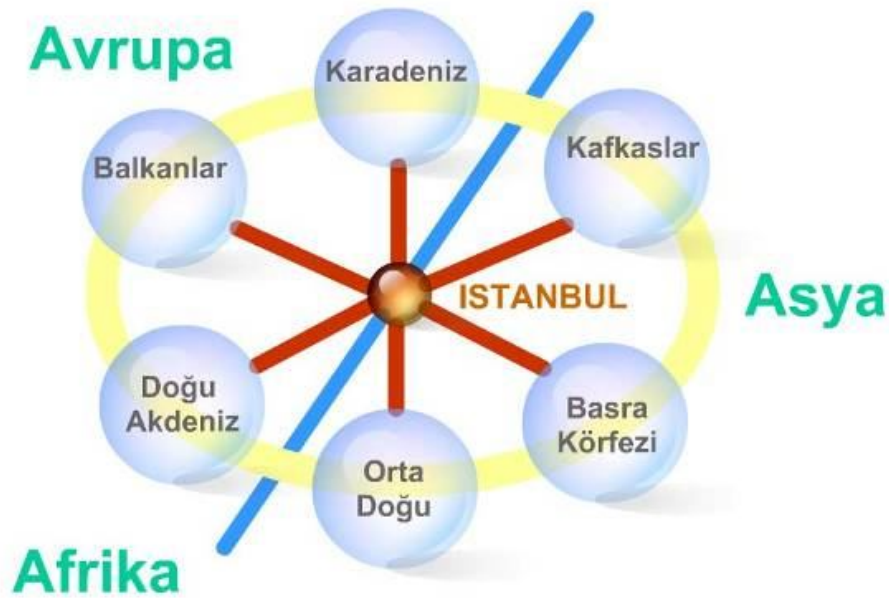 Avrupa
Karadeniz
Balkanlar
Kafkaslar
ISTANBUL
Asya
Doğu
Akdeniz
Basra
Körfezi
Orta
Doğu
Afrika